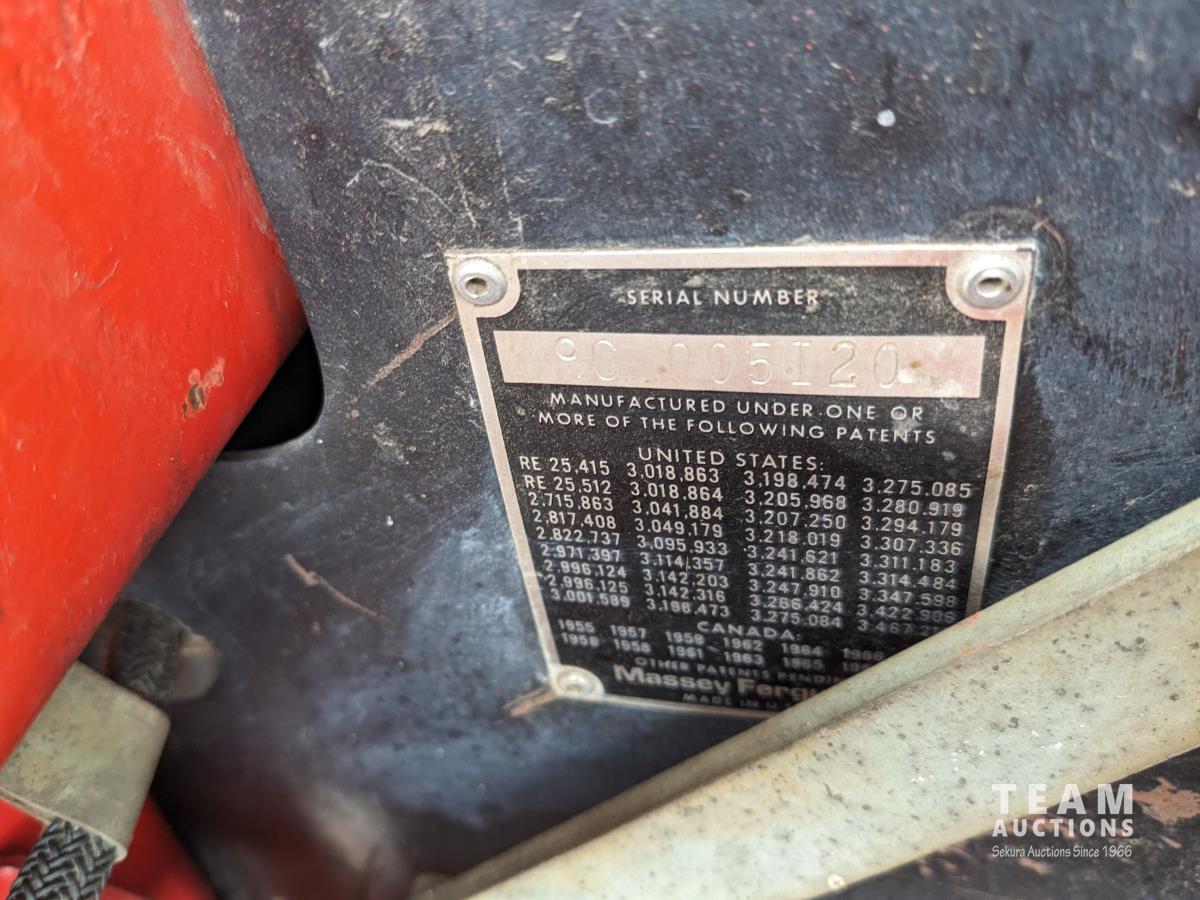 SERIAL NUMBER
9C 005120
MANUFACTURED UNDER ONE OR
MORE OF THE FOLLOWING PATENTS
UNITED STATES:
RE 25,415 3,018,863 3,198,474 3,275,085
RE 25,512 3,018,864 3,205,968 3,280,919
2,715,863 3,041,884 3,207,250 3,294,179
2,817,408 3,049,179 3,218,019 3,307,336
2,822,737 3,095,933 3,241,621 3,311,183
2,971,397 3,114,357 3,241,862 3,314,484
2,996,124 3,142,203 3,247,910 3,347,598
2,996,125 3,142,316 3,266,424 3,422,906
3,001,589 3,198,473 3,275,084
CANADA:
1955 1957 1959 1962 1964 1966
1956 1958 1961 1963 1965
OTHER PATENTS PENDING
Massey Fergu
MADE IN U.S
TEAM
AUCTIONS
Sekura Auctions Since 1966